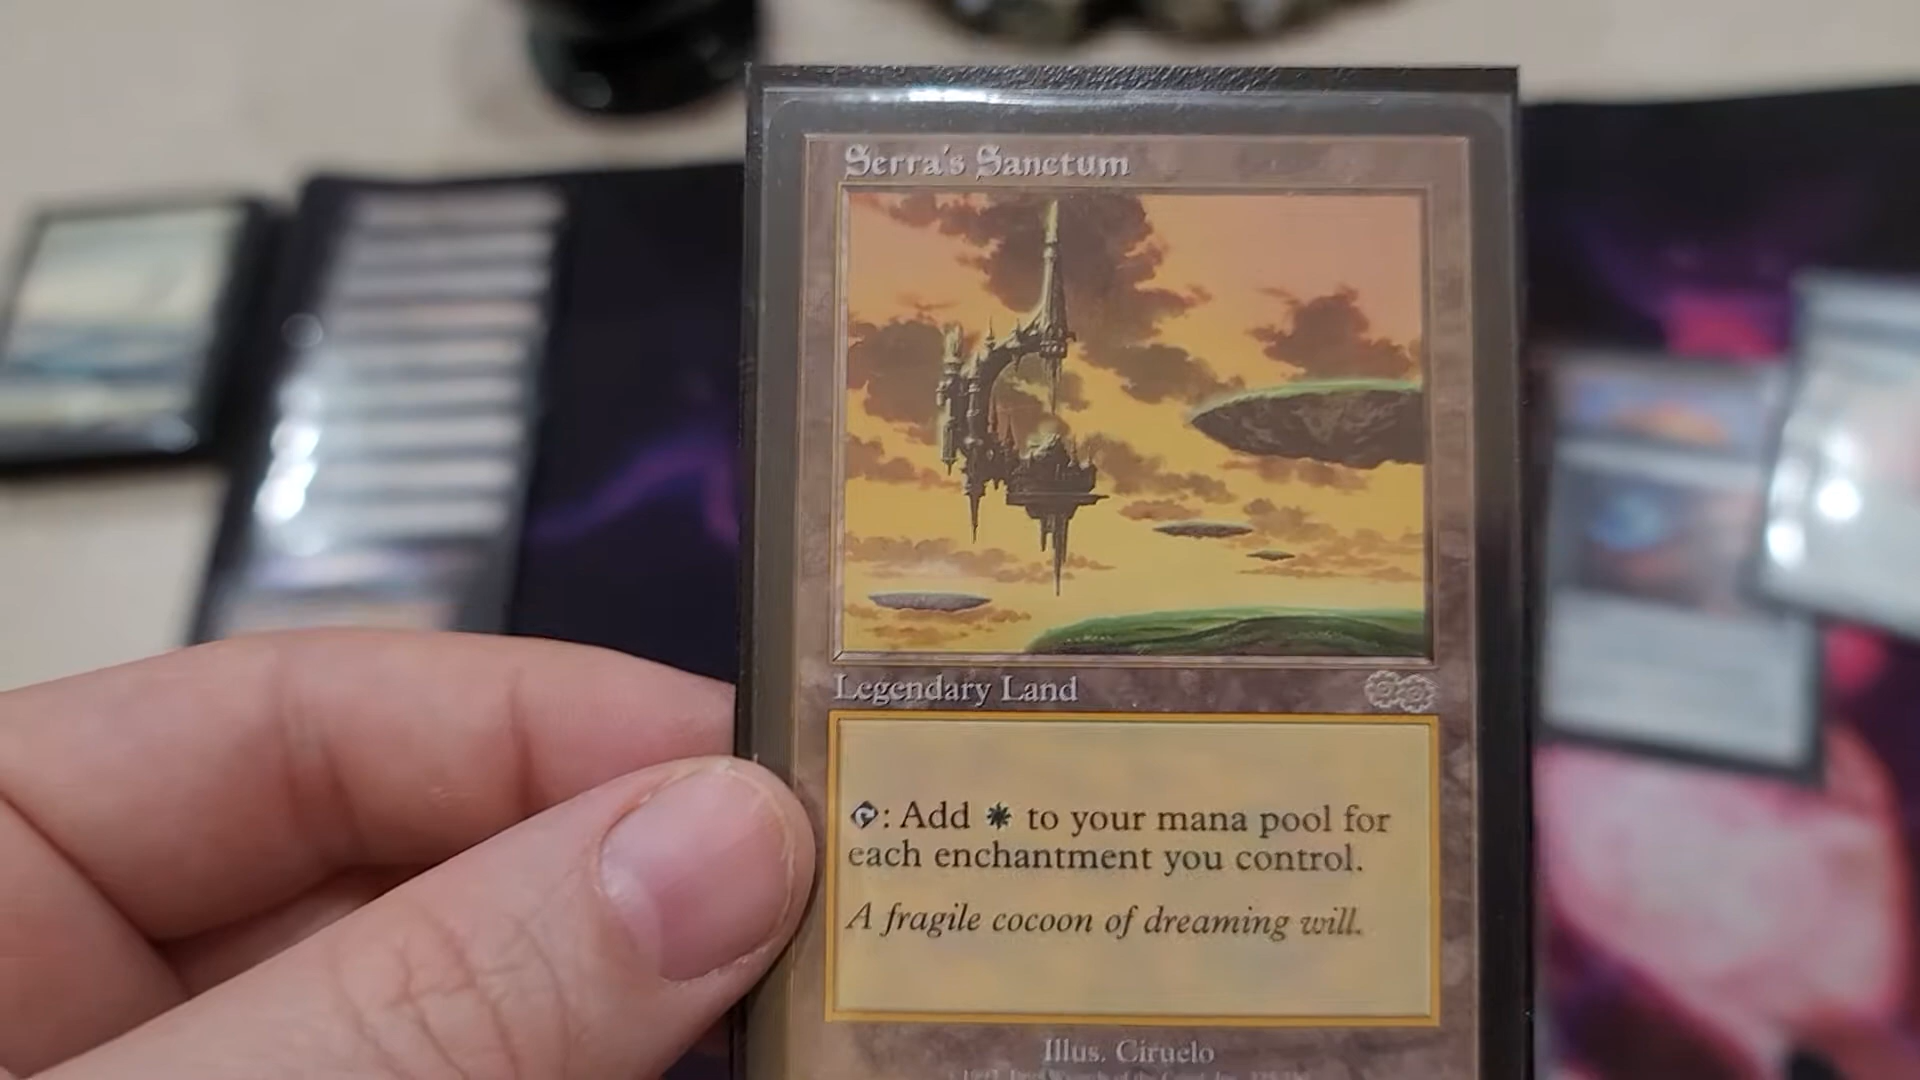 Serra's Sanctum
Legendary Land
: Add to your mana pool for
each enchantment you control.
A fragile cocoon of dreaming will.
Illus. Ciruelo